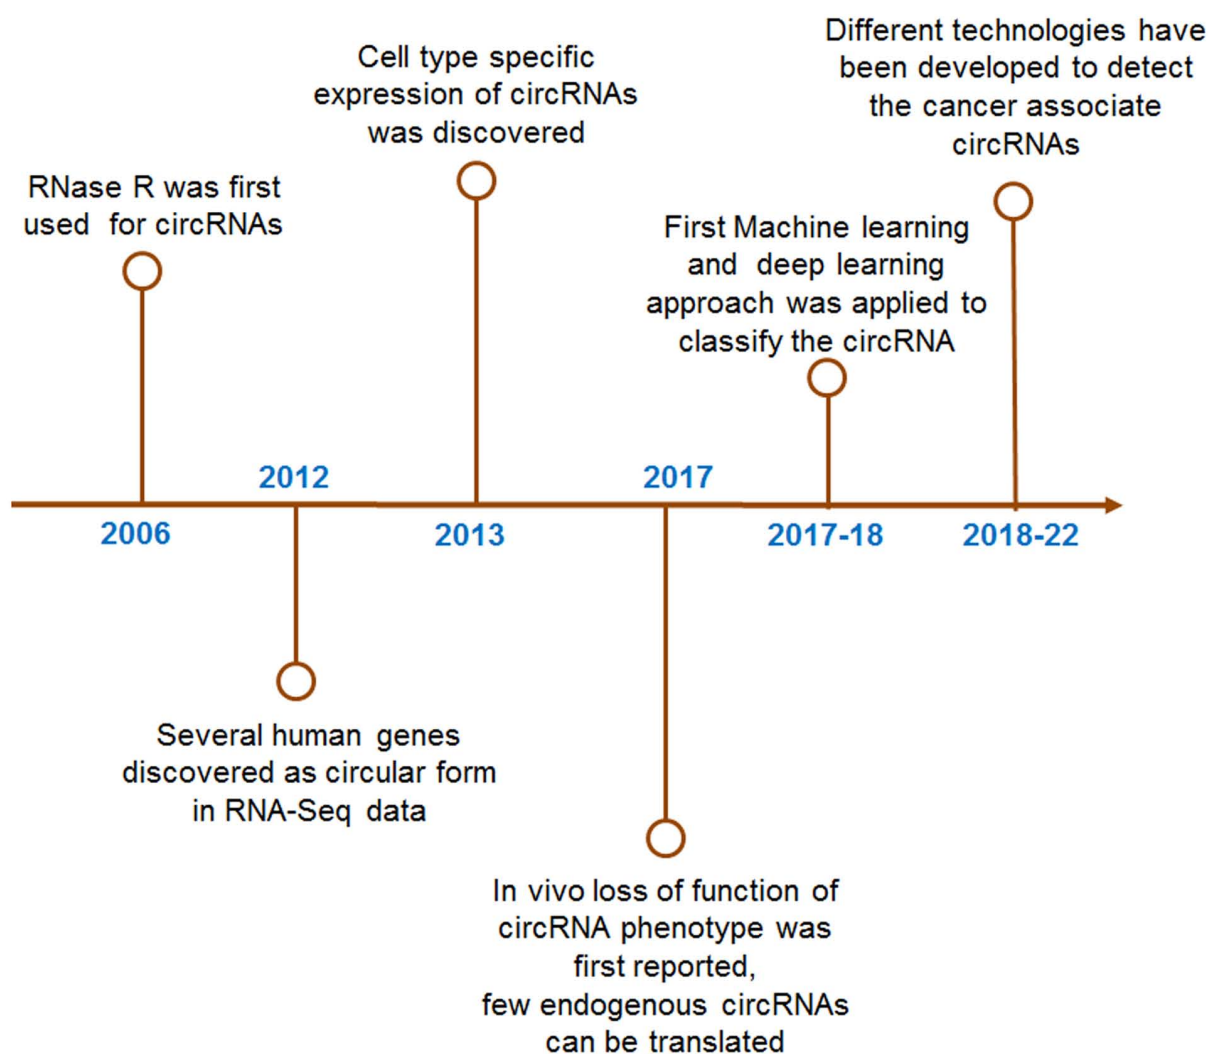 Different technologies have
been developed to detect
the cancer associate
circRNAs
Cell type specific
expression of circRNAs
was discovered
RNase R was first
used for circRNAs
First Machine learning
and deep learning
approach was applied to
classify the circRNA
2012
2017
2006
2013
2017-18
2018-22
Several human genes
discovered as circular form
in RNA-Seq data
In vivo loss of function of
circRNA phenotype was
first reported,
few endogenous circRNAs
can be translated